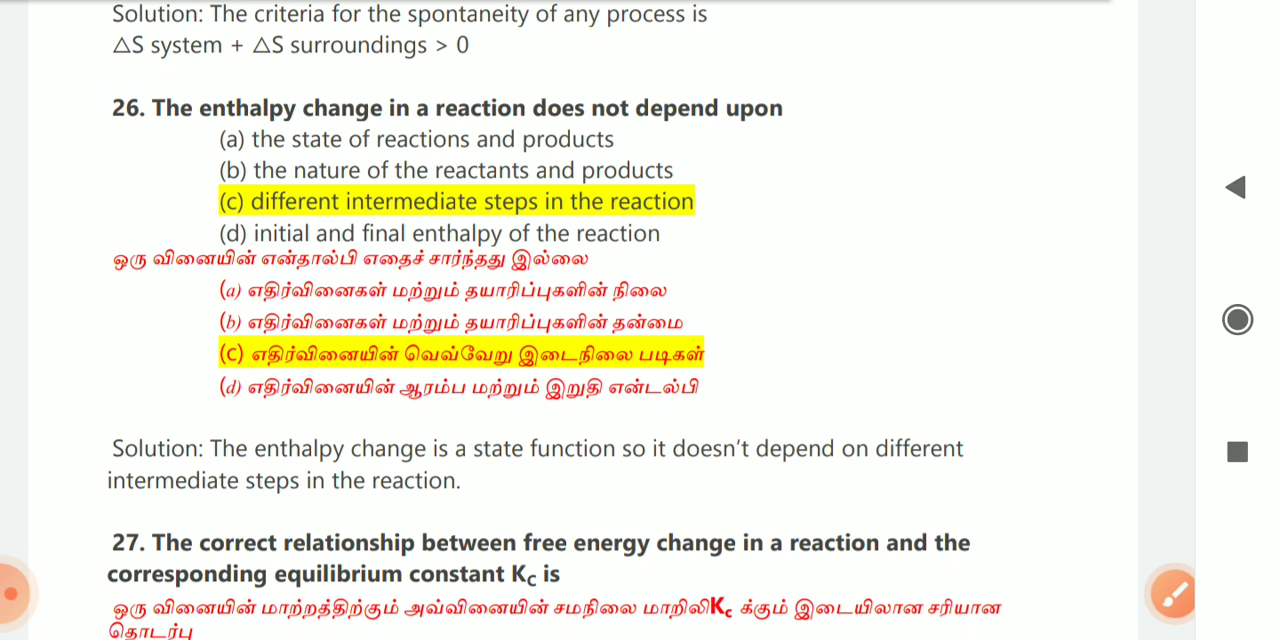 Solution: The criteria for the spontaneity of any process is
△S system + △S surroundings > 0
26. The enthalpy change in a reaction does not depend upon
(a) the state of reactions and products
(b) the nature of the reactants and products
(c) different intermediate steps in the reaction
(d) initial and final enthalpy of the reaction
ஒரு வினையின் என்தால்பி எதைச் சார்ந்தது இல்லை
(a) எதிர்வினைகள் மற்றும் தயாரிப்புகளின் நிலை
(b) எதிர்வினைகள் மற்றும் தயாரிப்புகளின் தன்மை
(c) எதிர்வினையின் வெவ்வேறு இடைநிலை படிகள்
(d) எதிர்வினையின் ஆரம்ப மற்றும் இறுதி என்டல்பி
Solution: The enthalpy change is a state function so it doesn’t depend on different
intermediate steps in the reaction.
27. The correct relationship between free energy change in a reaction and the
corresponding equilibrium constant K꜀ is
ஒரு வினையின் மாற்றத்திற்கும் அவ்வினையின் சமநிலை மாறிலிK꜀ க்கும் இடையிலான சரியான
தொடர்பு